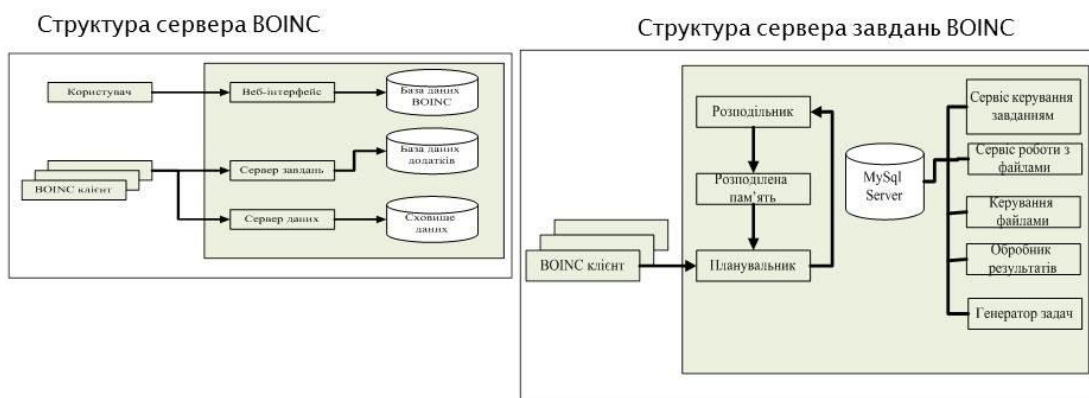 Структура сервера BOINC
Користувач
Веб-інтерфейс
База даних
BOINC
BOINC клієнт
Сервер завдань
База даних
додатків
Сервер даних
Сховище
даних
Структура сервера завдань BOINC
Розподільник
Розподілена
пам'ять
BOINC клієнт
Планувальник
MySql
Server
Сервіс керування
завданням
Сервіс роботи з
файлами
Керування
файлами
Обробник
результатів
Генератор задач